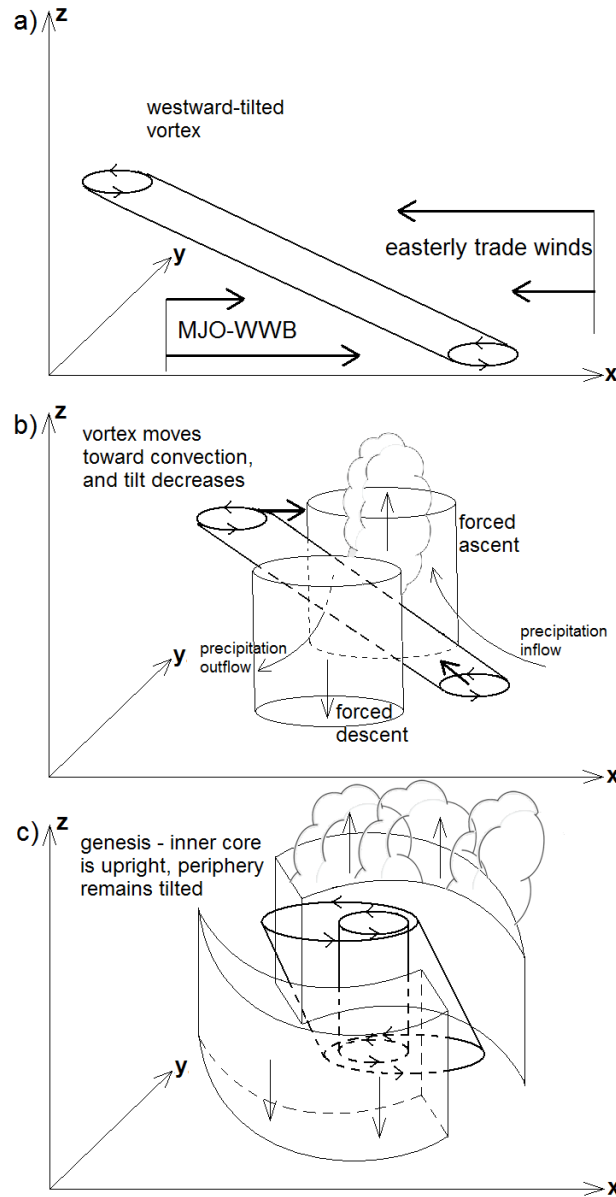 a)
z
westward-tilted
vortex
y
easterly trade winds
MJO-WWB
x
b)
z
vortex moves
toward convection,
and tilt decreases
forced
ascent
y
precipitation
outflow
precipitation
inflow
forced
descent
x
c)
z
genesis - inner core
is upright, periphery
remains tilted
y
x